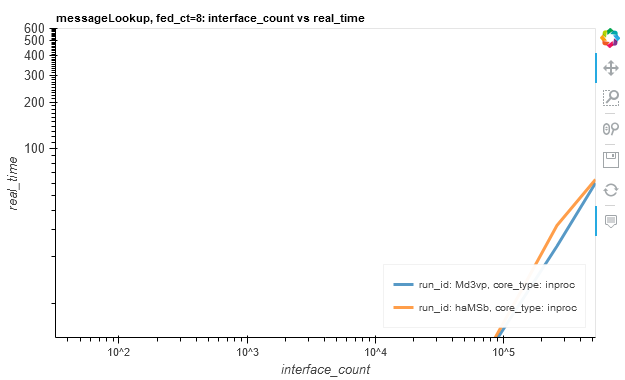 messageLookup, fed_ct=8: interface_count vs real_time
600
500
400
300
200
100
real_time
run_id: Md3vp, core_type: inproc
run_id: haMSb, core_type: inproc
10^2
10^3
10^4
10^5
interface_count